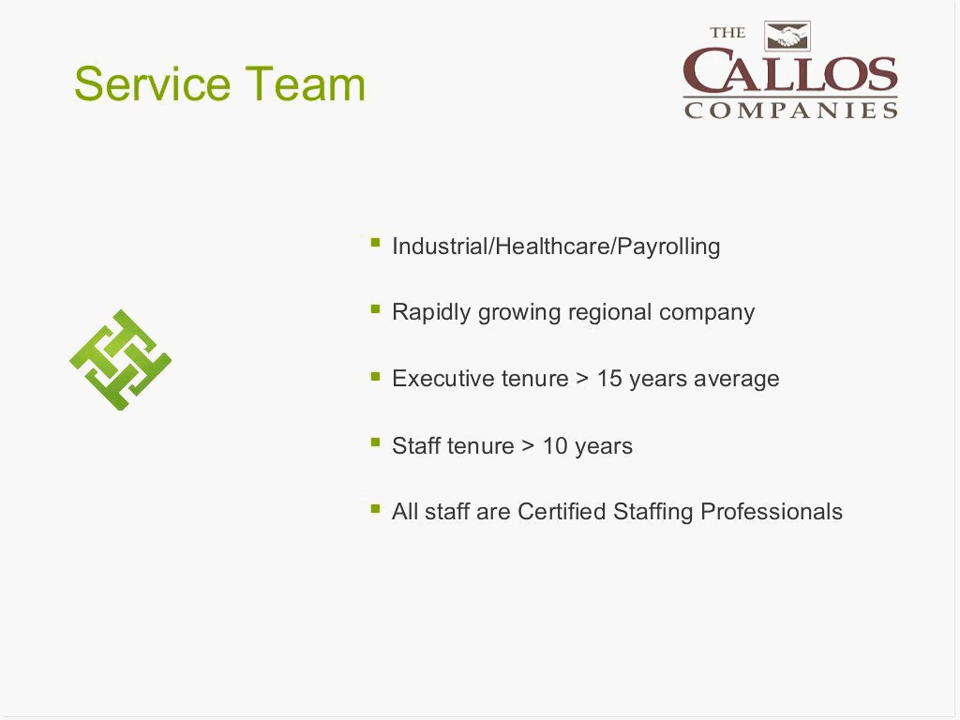 Service Team
THE
CALLOS
COMPANIES
Industrial/Healthcare/Payrolling
Rapidly growing regional company
Executive tenure > 15 years average
Staff tenure > 10 years
All staff are Certified Staffing Professionals